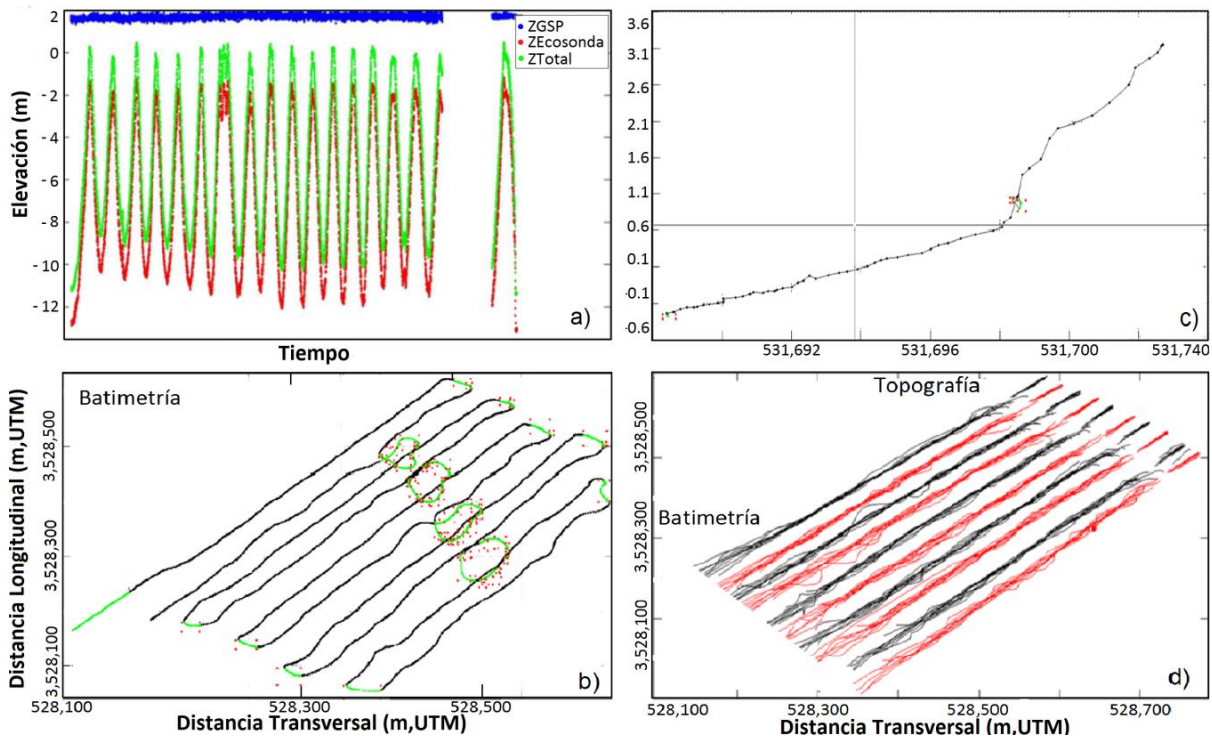 2
0
- 2
- 4
- 6
- 8
- 10
- 12
Elevación (m)
ZGSP
ZEcosonda
ZTotal
a)
Tiempo
3.6
3.1
2.6
2.1
1.6
1.1
0.6
0.1
-0.1
-0.6
c)
531,692 531,696 531,700 531,740
Batimetría
3,528,500
3,528,300
3,528,100
Distancia Longitudinal (m,UTM)
b)
528,100 528,300 528,500
Distancia Transversal (m,UTM)
Topografía
Batimetría
3,528,500
3,528,300
3,528,100
d)
528,100 528,300 528,500 528,700
Distancia Transversal (m,UTM)